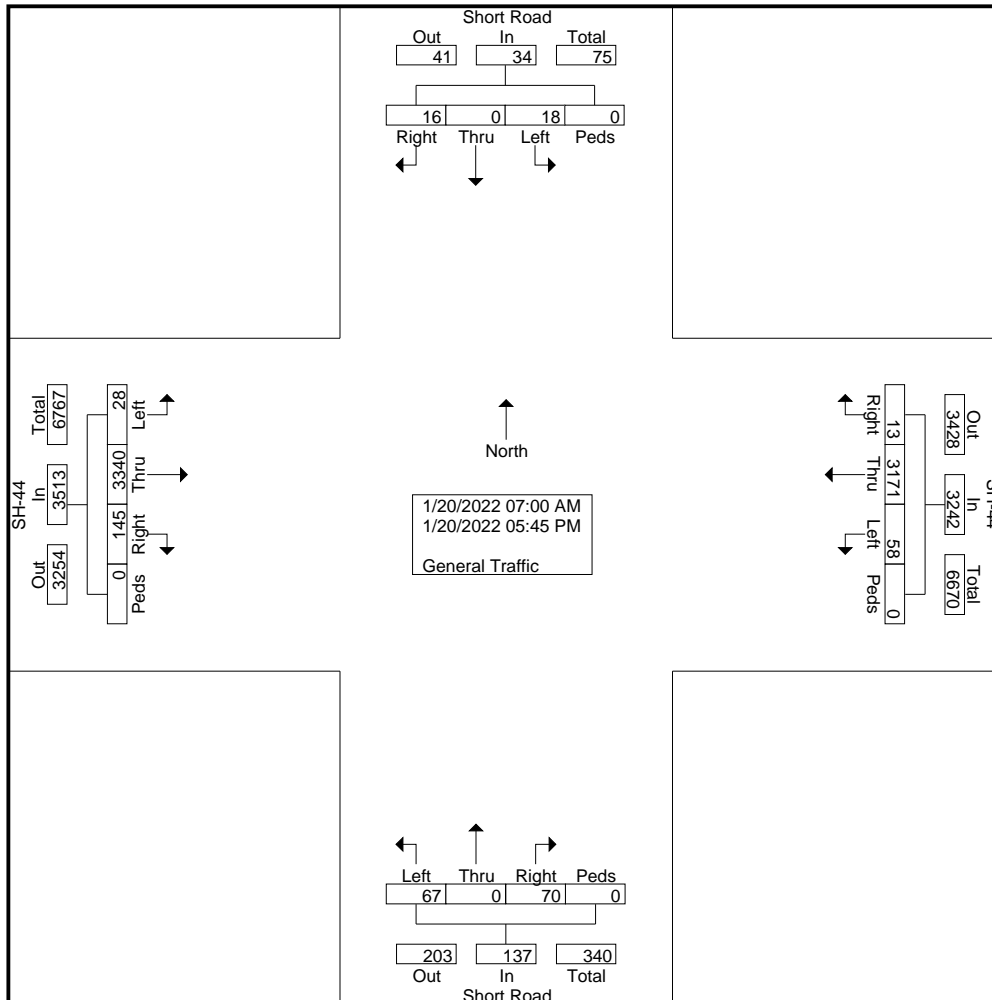 Short Road
Out In Total
41 34 75
16 0 18 0
Right Thru Left Peds
SH-44
Total In Out
6767 3513 3254
28 3340 145 0
Left Thru Right Peds
North
1/20/2022 07:00 AM
1/20/2022 05:45 PM
General Traffic
Right Thru Left Peds
13 3171 58 0
Out In Total
3428 3242 6670
SH-44
Left Thru Right Peds
67 0 70 0
203 137 340
Out In Total
Short Road